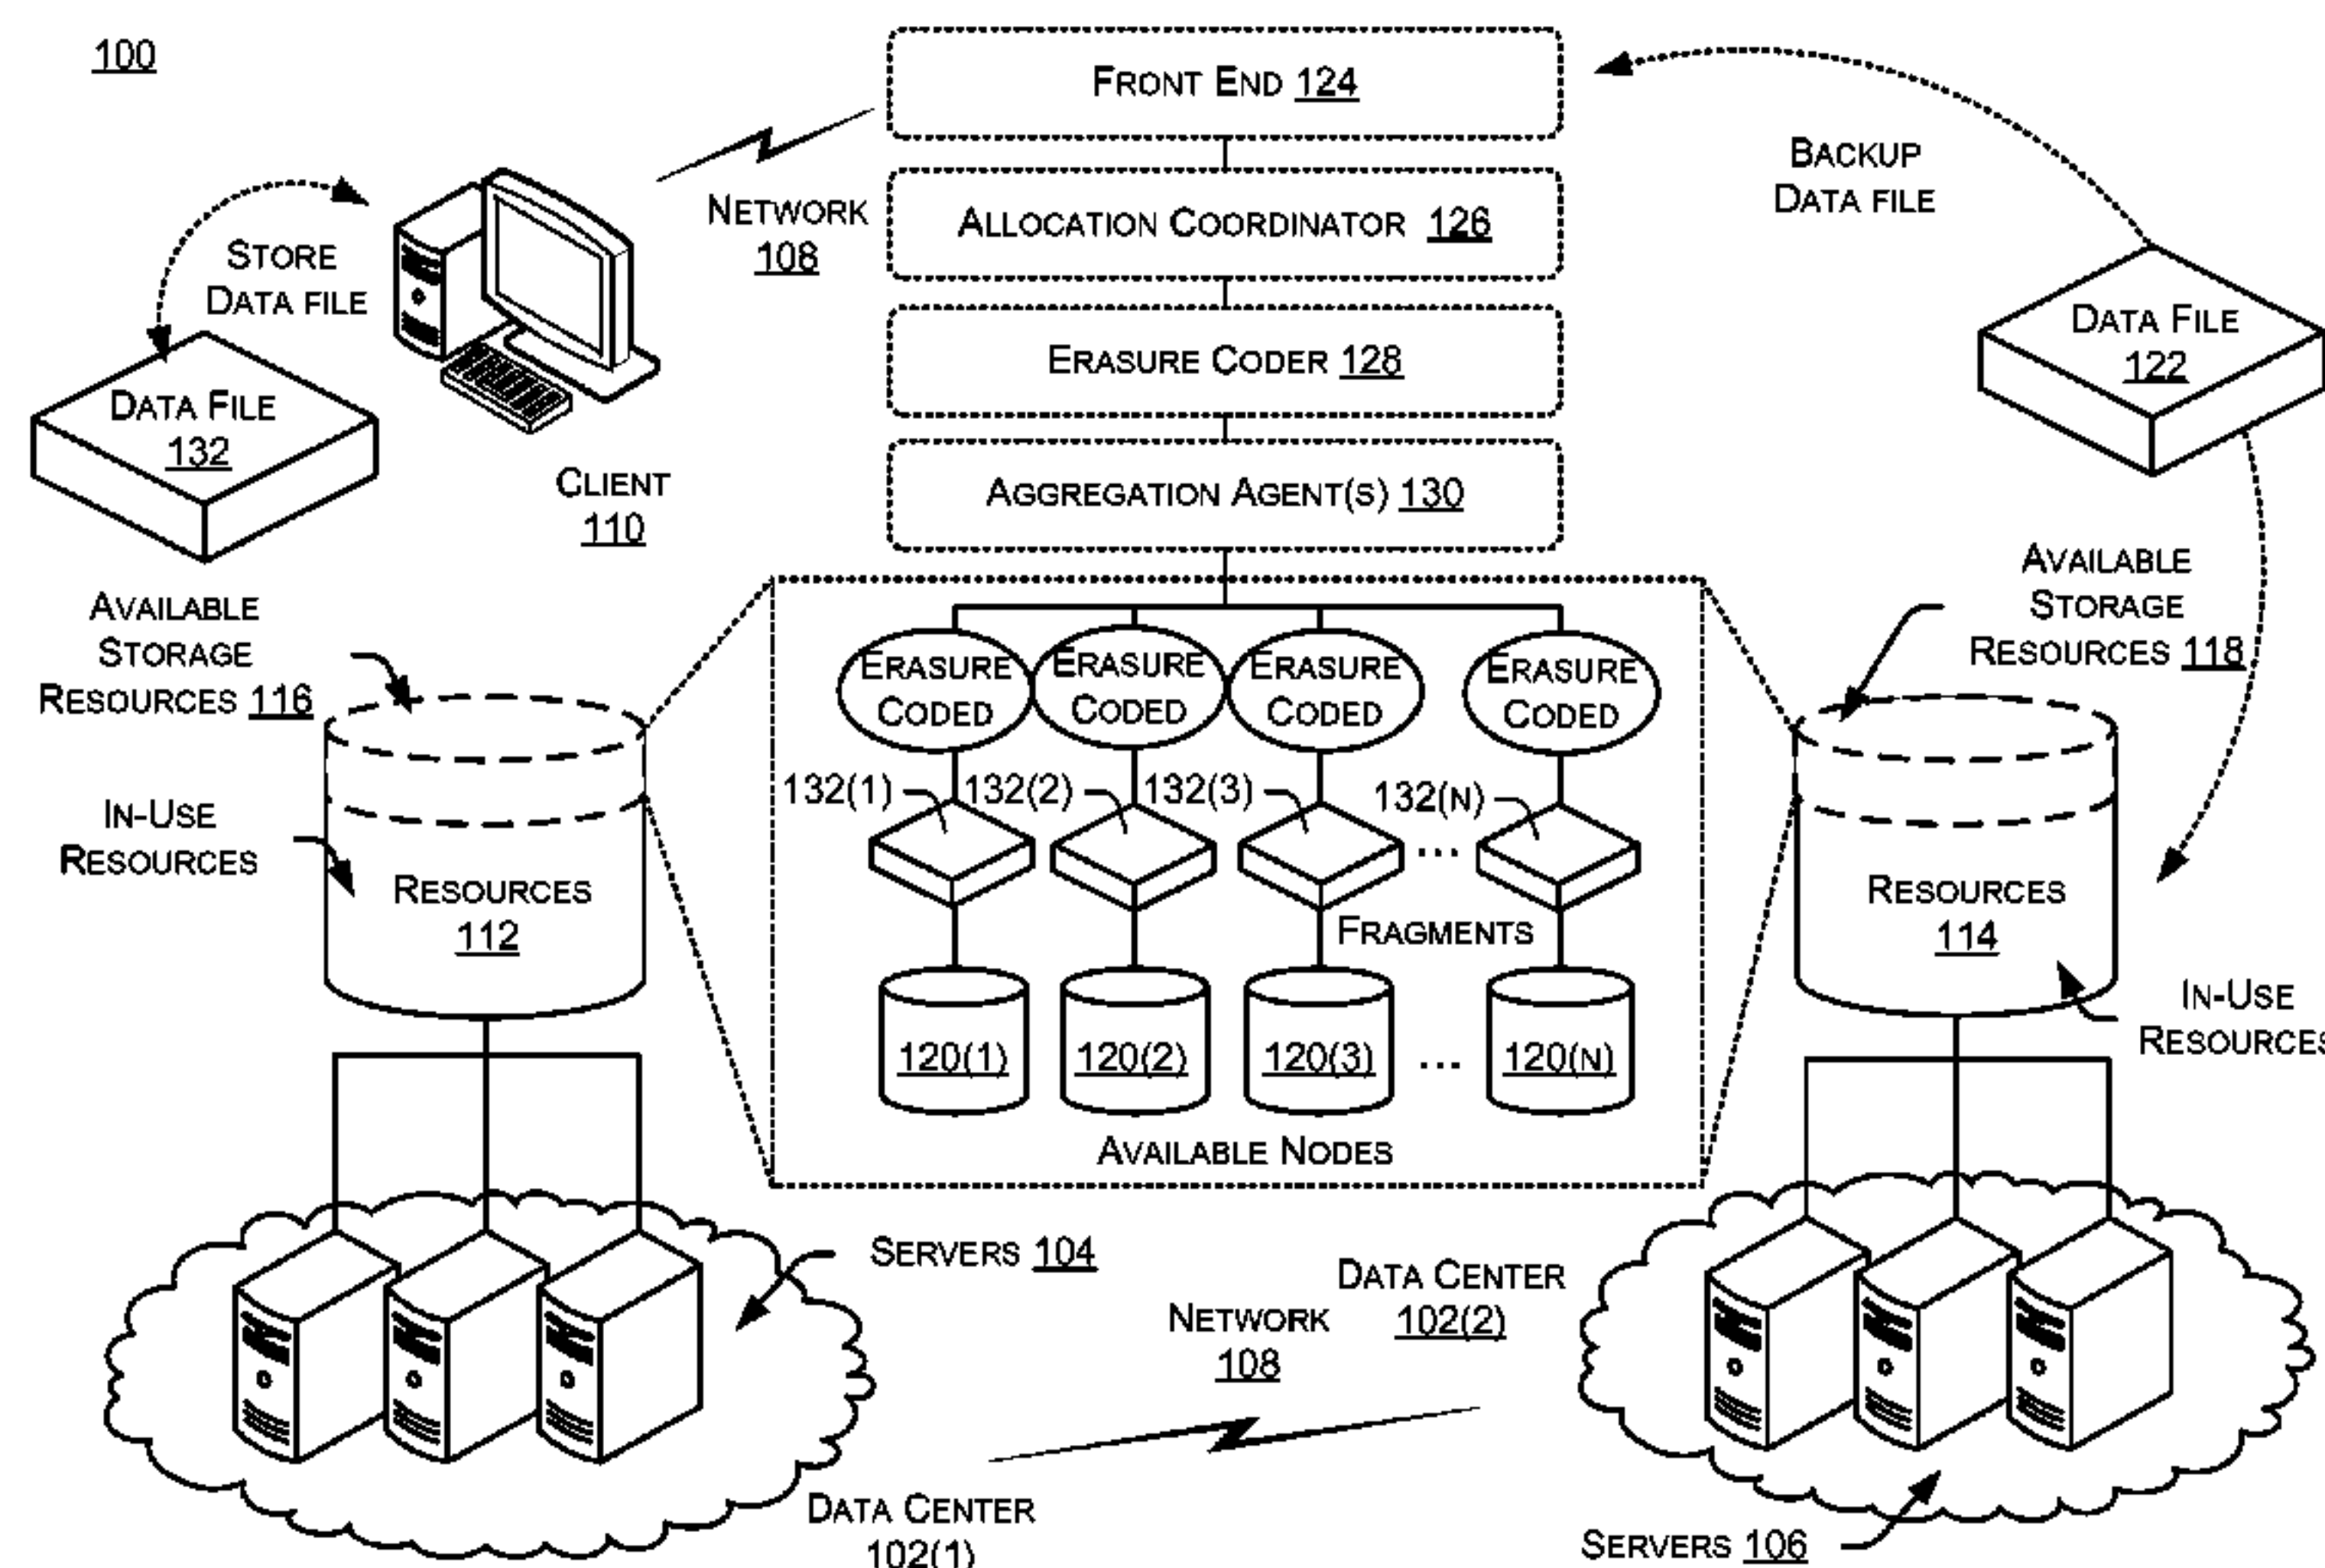 100
FRONT END 124
BACKUP
DATA FILE
NETWORK
108
ALLOCATION COORDINATOR 126
STORE
DATA FILE
DATA FILE
122
ERASURE CODER 128
DATA FILE
132
CLIENT
110
AGGREGATION AGENT(S) 130
AVAILABLE
STORAGE
RESOURCES 116
AVAILABLE
STORAGE
RESOURCES 118
ERASURE
CODED
ERASURE
CODED
ERASURE
CODED
ERASURE
CODED
132(1)
132(2)
132(3)
132(N)
...
IN-USE
RESOURCES
RESOURCES
112
FRAGMENTS
RESOURCES
114
IN-USE
RESOURCES
120(1)
120(2)
120(3)
...
120(N)
AVAILABLE NODES
SERVERS 104
DATA CENTER
102(2)
NETWORK
108
DATA CENTER
102(1)
SERVERS 106